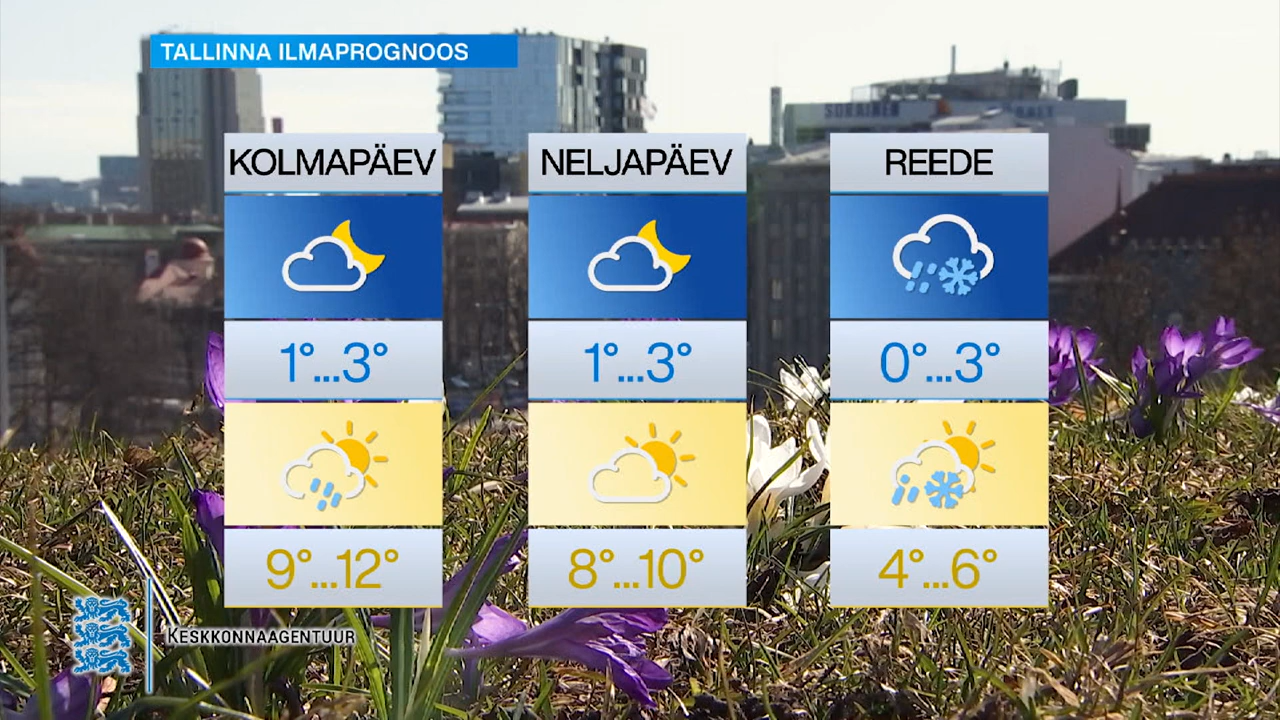 TALLINNA ILMAPROGNOOS
KOLMAPÄEV
1°...3°
9°...12°
NELJAPÄEV
1°...3°
8°...10°
REEDE
0°...3°
4°...6°
KESKKONNAAGENTUUR